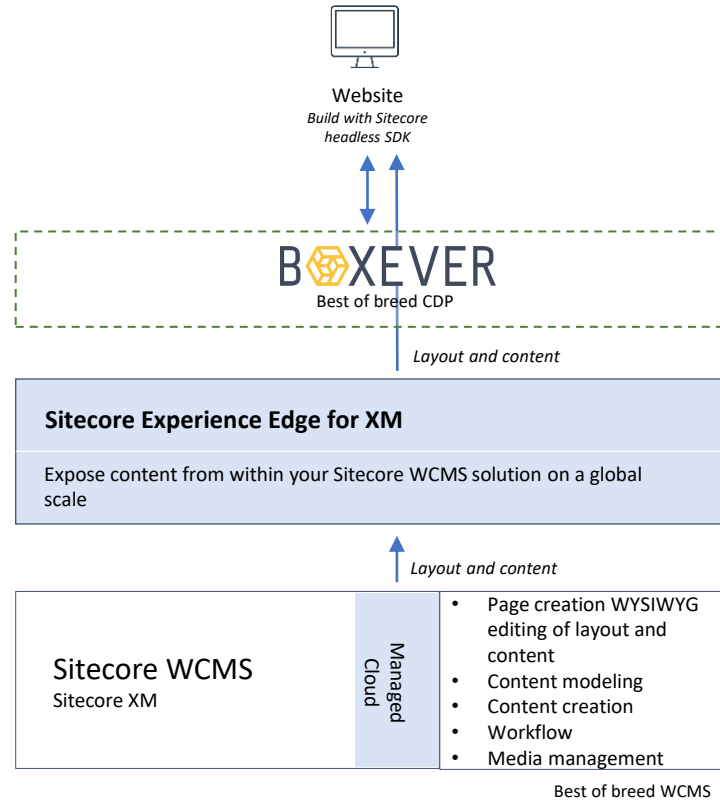 Website
Build with Sitecore
headless SDK
BOXEVER
Best of breed CDP
Layout and content
Sitecore Experience Edge for XM
Expose content from within your Sitecore WCMS solution on a global
scale
Layout and content
Sitecore WCMS
Sitecore XM
Managed
Cloud
• Page creation WYSIWYG
editing of layout and
content
• Content modeling
• Content creation
• Workflow
• Media management
Best of breed WCMS